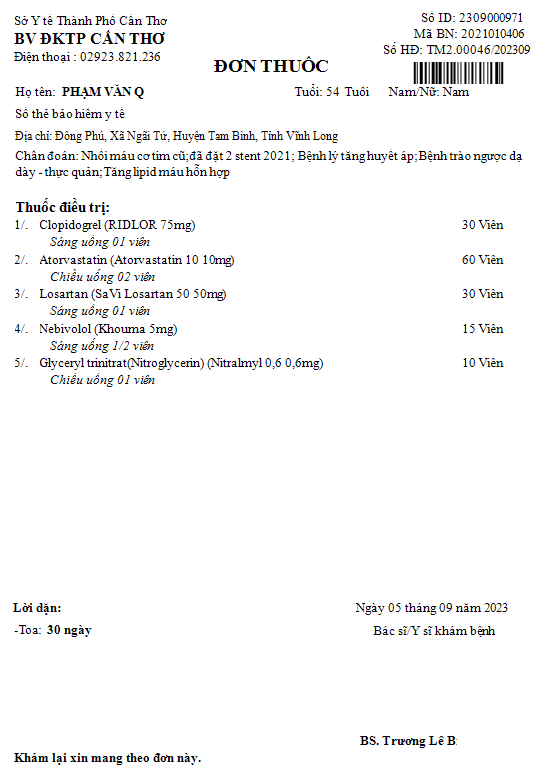 Sở Y tế Thành Phố Cần Thơ
Số ID: 2309000971
BV ĐKTP CẦN THƠ
Mã BN: 2021010406
Điện thoại : 02923.821.236
Số HĐ: TM2.00046/202309
ĐƠN THUỐC
Họ tên: PHẠM VĂN Q Tuổi: 54 Tuổi Nam/Nữ: Nam
Số thẻ bảo hiểm y tế
Địa chỉ: Đông Phú, Xã Ngãi Tứ, Huyện Tam Bình, Tỉnh Vĩnh Long
Chẩn đoán: Nhồi máu cơ tim cũ;đã đặt 2 stent 2021; Bệnh lý tăng huyết áp;Bệnh trào ngược dạ
dày - thực quản;Tăng lipid máu hỗn hợp
Thuốc điều trị:
1/. Clopidogrel (RIDLOR 75mg) 30 Viên
Sáng uống 01 viên
2/. Atorvastatin (Atorvastatin 10 10mg) 60 Viên
Chiều uống 02 viên
3/. Losartan (SaVi Losartan 50 50mg) 30 Viên
Sáng uống 01 viên
4/. Nebivolol (Khouma 5mg) 15 Viên
Sáng uống 1/2 viên
5/. Glyceryl trinitrat(Nitroglycerin) (Nitralmyl 0,6 0,6mg) 10 Viên
Chiều uống 01 viên
Lời dặn:
Ngày 05 tháng 09 năm 2023
-Toa: 30 ngày
Bác sĩ/Y sĩ khám bệnh
BS. Trương Lê B
Khám lại xin mang theo đơn này.